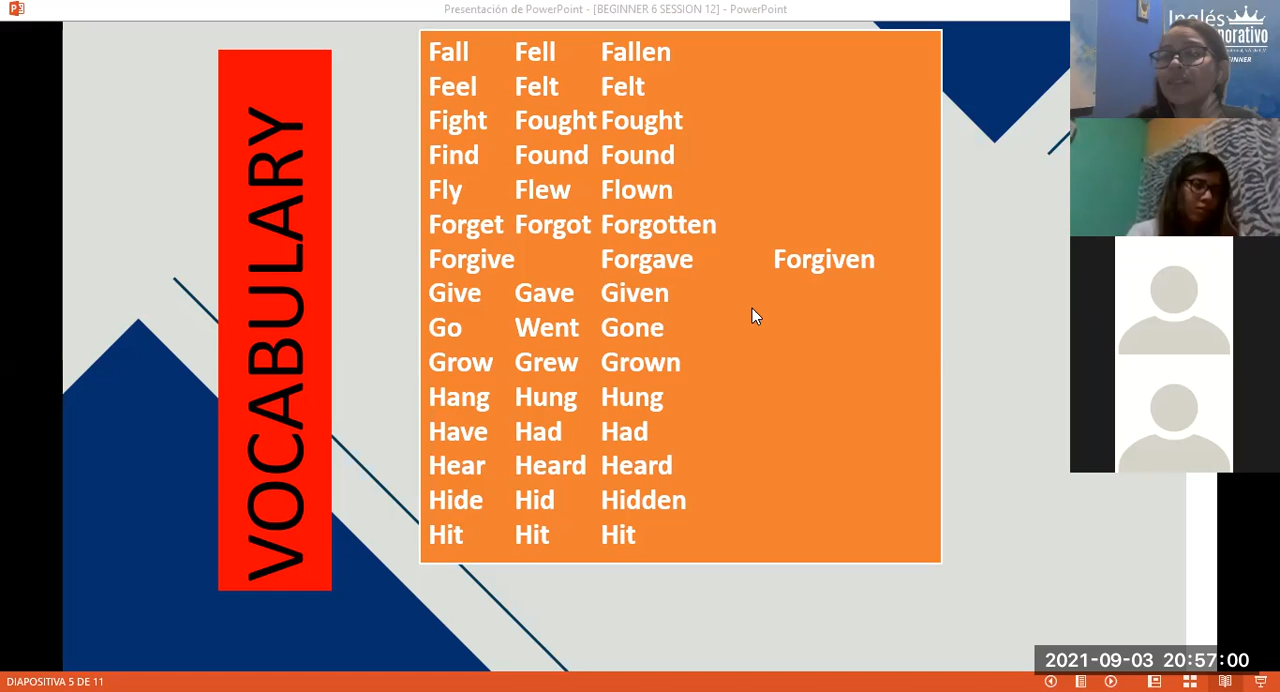 Presentación de PowerPoint - [BEGINNER 6 SESSION 12] - PowerPoint
VOCABULARY
Fall Fell Fallen
Feel Felt Felt
Fight Fought Fought
Find Found Found
Fly Flew Flown
Forget Forgot Forgotten
Forgive Forgave Forgiven
Give Gave Given
Go Went Gone
Grow Grew Grown
Hang Hung Hung
Have Had Had
Hear Heard Heard
Hide Hid Hidden
Hit Hit Hit
Inglés
2021-09-03 20:57:00
DIAPOSITIVA 5 DE 11